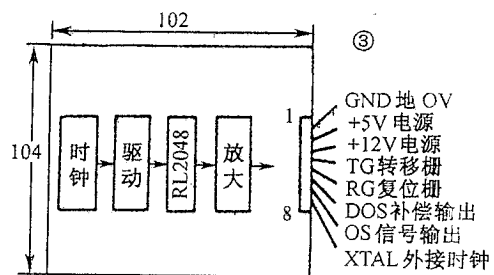 102
③
104
时钟
驱动
RL2048
放大
1
8
GND 地 OV
+5V 电源
+12V 电源
TG 转移栅
RG 复位栅
DOS 补偿输出
OS 信号输出
XTAL 外接时钟